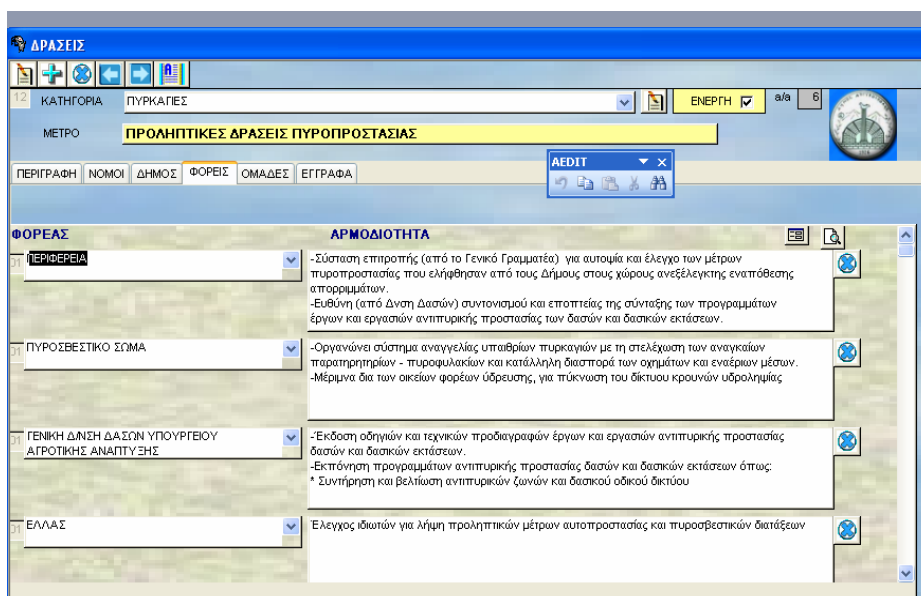 ΔΡΑΣΕΙΣ
12 ΚΑΤΗΓΟΡΙΑ ΠΥΡΚΑΓΙΕΣ ΕΝΕΡΓΗ a/a 6
ΜΕΤΡΟ ΠΡΟΛΗΠΤΙΚΕΣ ΔΡΑΣΕΙΣ ΠΥΡΟΠΡΟΣΤΑΣΙΑΣ
AEDIT
ΠΕΡΙΓΡΑΦΗ ΝΟΜΟΙ ΔΗΜΟΣ ΦΟΡΕΙΣ ΟΜΑΔΕΣ ΕΓΓΡΑΦΑ
ΦΟΡΕΑΣ ΑΡΜΟΔΙΟΤΗΤΑ
ΠΕΡΙΦΕΡΕΙΑ
-Σύσταση επιτροπής (από το Γενικό Γραμματέα) για αυτοψία και έλεγχο των μέτρων
πυροπροστασίας που ελήφθησαν από τους Δήμους στους χώρους ανεξέλεγκτης εναπόθεσης
απορριμμάτων.
-Ευθύνη (από Δνση Δασών) συντονισμού και εποπτείας της σύνταξης των προγραμμάτων
έργων και εργασιών αντιπυρικής προστασίας των δασών και δασικών εκτάσεων.
ΠΥΡΟΣΒΕΣΤΙΚΟ ΣΩΜΑ
-Οργανώνει σύστημα αναγγελίας υπαιθρίων πυρκαγιών με τη στελέχωση των αναγκαίων
παρατηρητηρίων - πυροφυλακίων και κατάλληλη διασπορά των οχημάτων και εναέριων μέσων.
-Μέριμνα δια των οικείων φορέων ύδρευσης, για πύκνωση του δίκτυου κρουνών υδροληψίας
ΓΕΝΙΚΗ Δ/ΝΣΗ ΔΑΣΩΝ ΥΠΟΥΡΓΕΙΟΥ
ΑΓΡΟΤΙΚΗΣ ΑΝΑΠΤΥΞΗΣ
-Έκδοση οδηγιών και τεχνικών προδιαγραφών έργων και εργασιών αντιπυρικής προστασίας
δασών και δασικών εκτάσεων.
-Εκπόνηση προγραμμάτων αντιπυρικής προστασίας δασών και δασικών εκτάσεων όπως:
* Συντήρηση και βελτίωση αντιπυρικών ζωνών και δασικού οδικού δικτύου
ΕΛΛΑΣ
Έλεγχος ιδιωτών για λήψη προληπτικών μέτρων αυτοπροστασίας και πυροσβεστικών διατάξεων